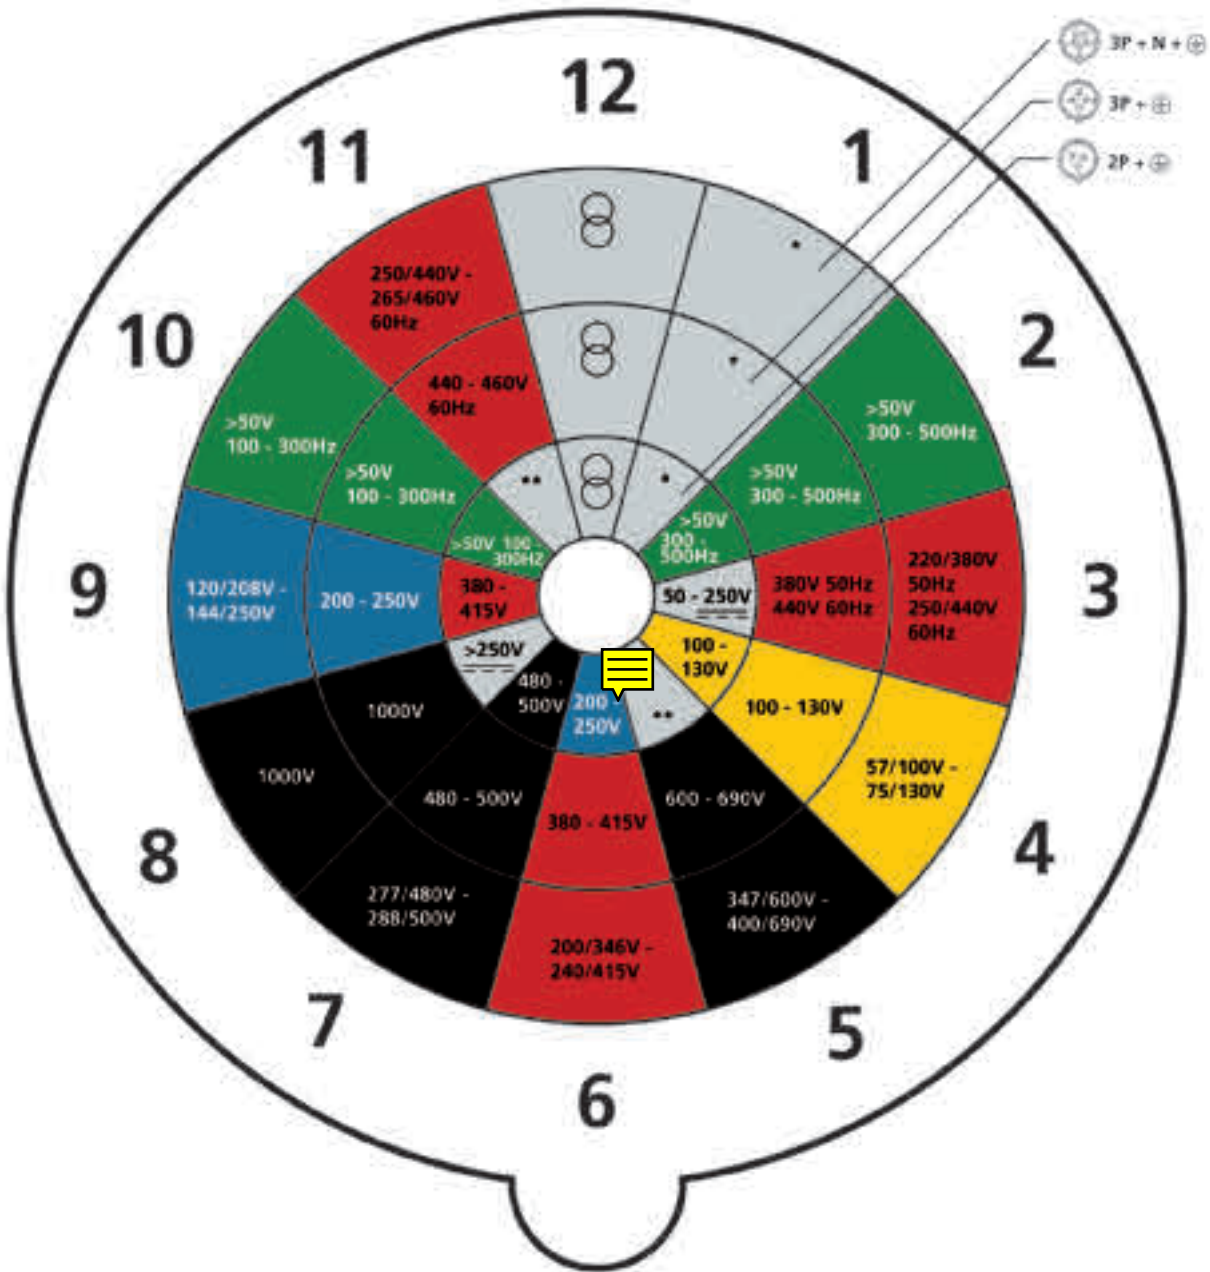 12
3P + N +
3P +
2P +
11
1
250/440V -
265/460V
60Hz
10
2
440 - 460V
60Hz
>50V
100 - 300Hz
>50V
300 - 500Hz
>50V
100 - 300Hz
>50V
300 - 500Hz
>50V 100 -
300HZ
>50V
300 -
500Hz
9
120/208V -
144/250V
200 - 250V
380 -
415V
50 - 250V
380V 50Hz
440V 60Hz
220/380V
50Hz
250/440V
60Hz
3
>250V
100 -
130V
480 -
500V
200 -
250V
1000V
100 - 130V
1000V
57/100V -
75/130V
480 - 500V
380 - 415V
600 - 690V
8
4
277/480V -
288/500V
347/600V -
400/690V
200/346V -
240/415V
7
5
6